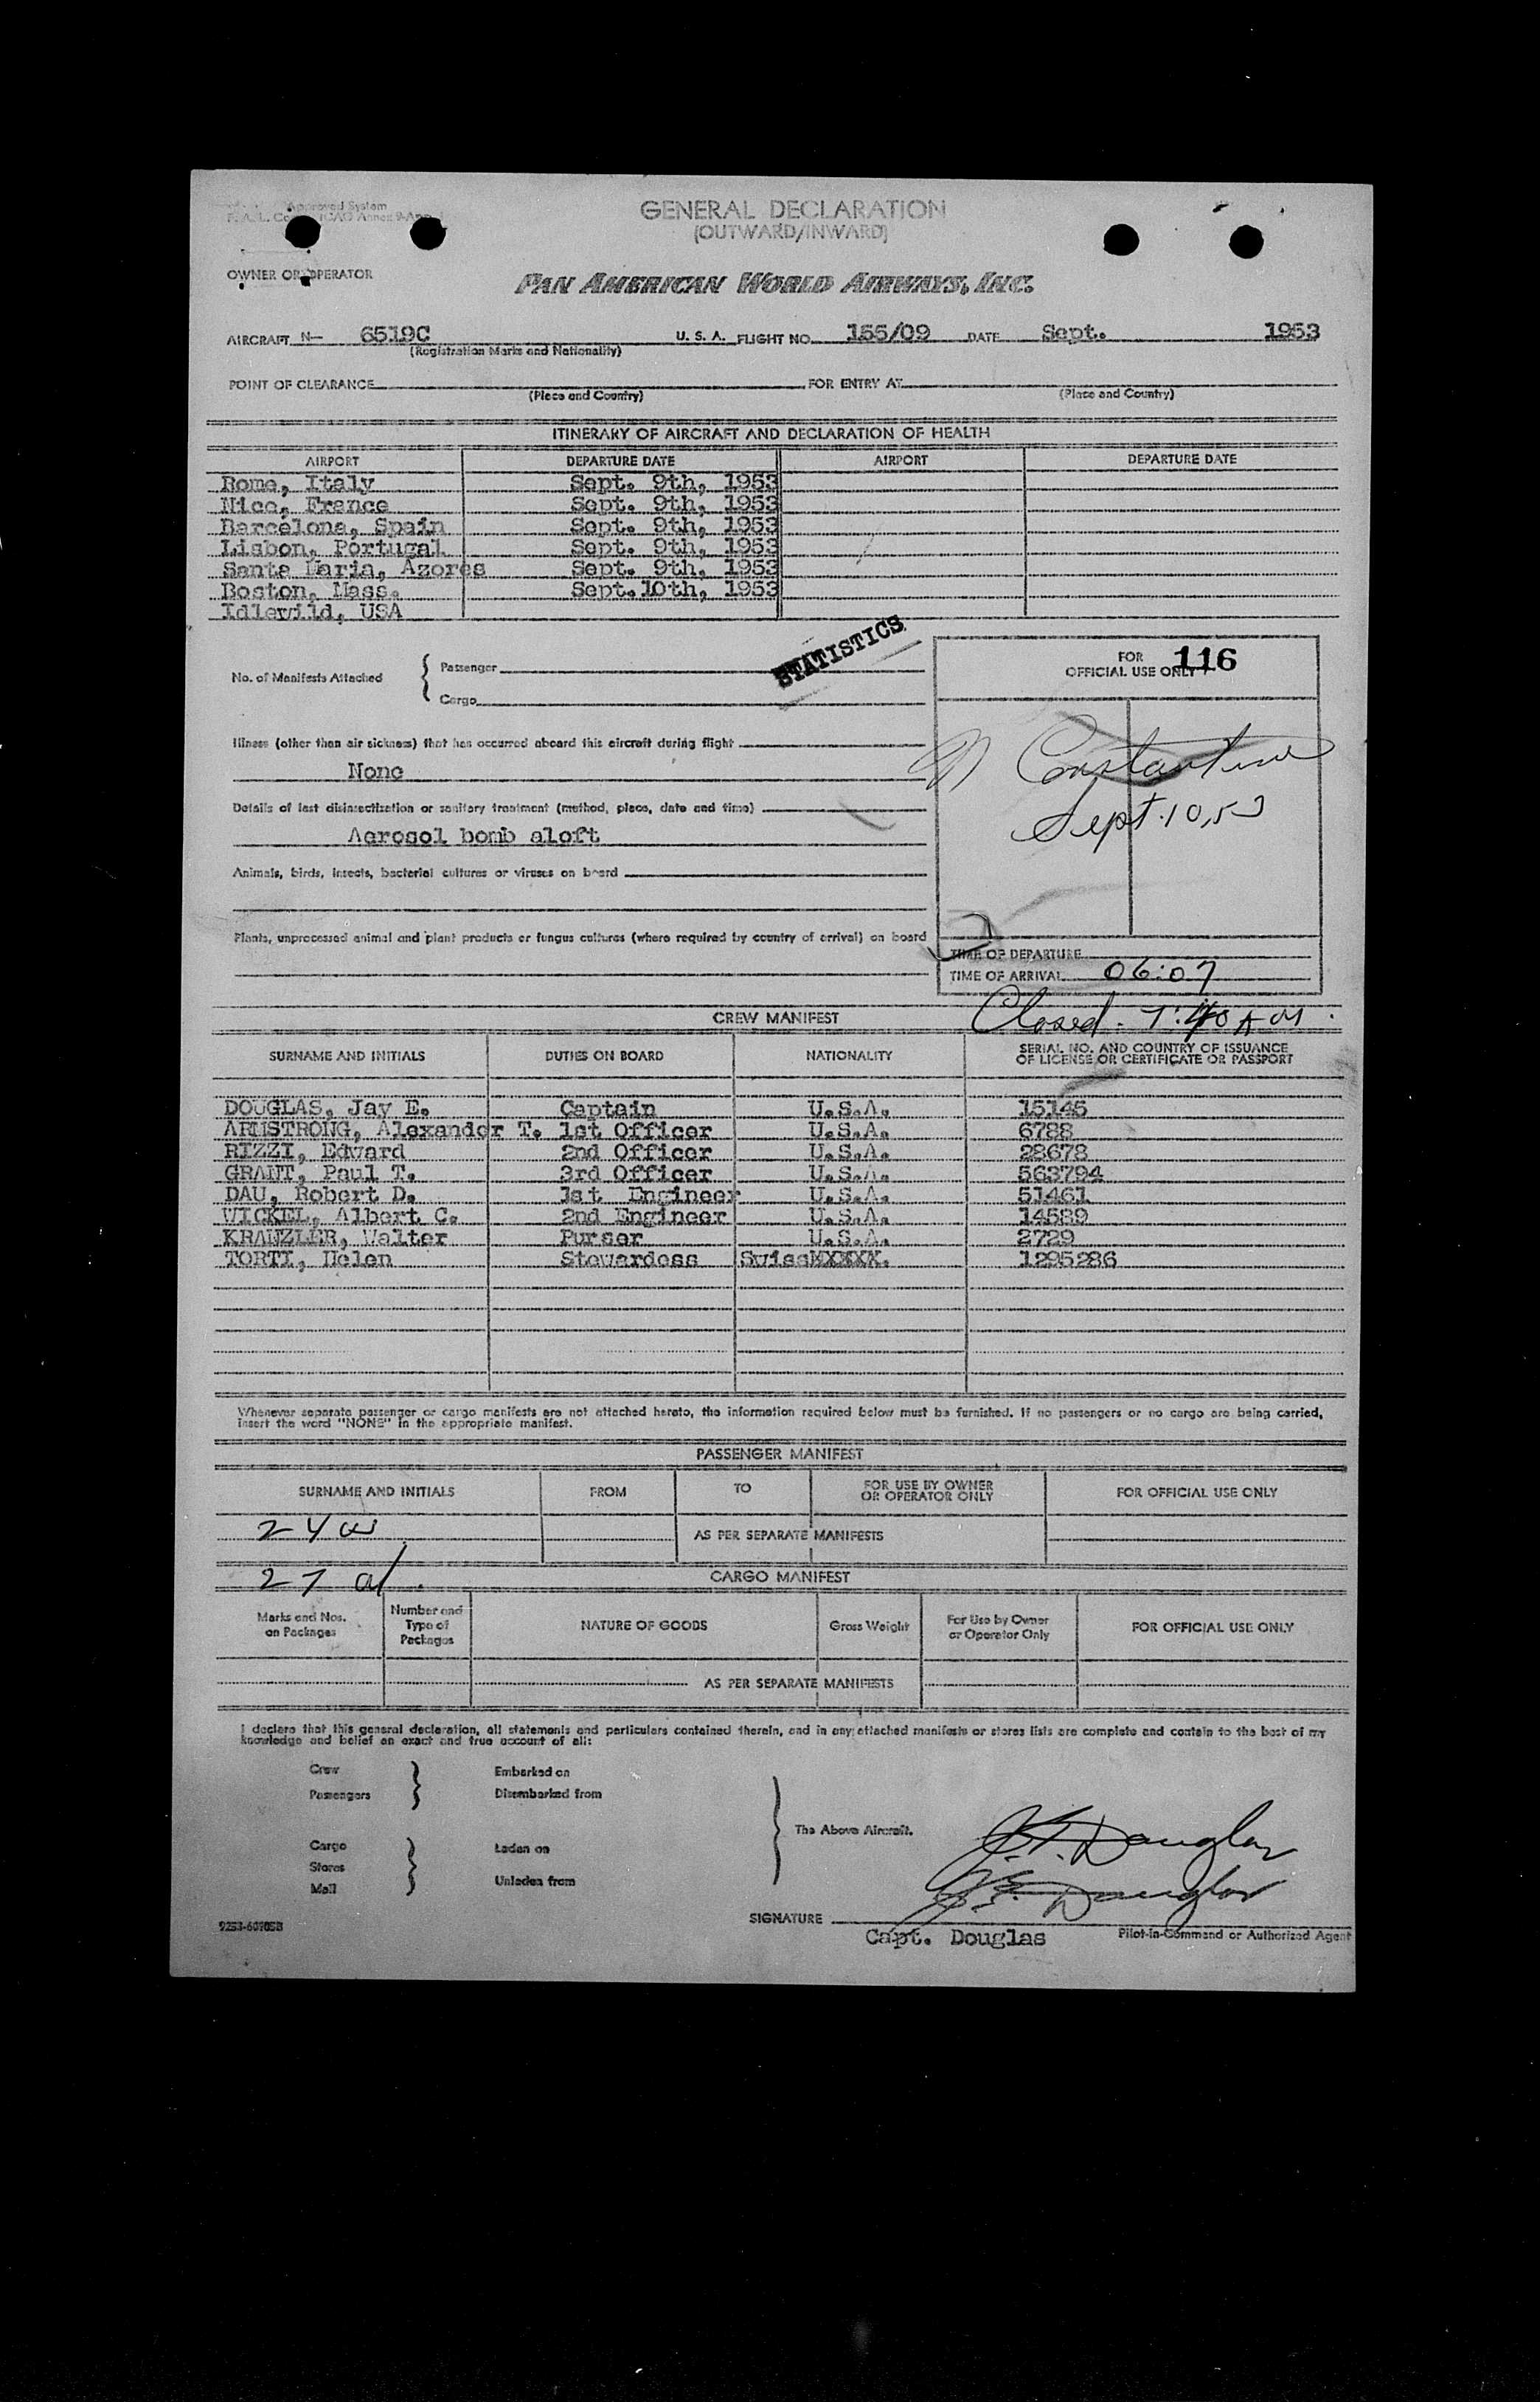 Approved System
ICAO Annex 9-App
GENERAL DECLARATION
(OUTWARD/INWARD)
OWNER OR OPERATOR
PAN AMERICAN WORLD AIRWAYS, INC.
AIRCRAFT N— 6519C U. S. A. FLIGHT NO. 155/09 DATE Sept. 1953
(Registration Marks and Nationality)
POINT OF CLEARANCE FOR ENTRY AT
(Place and Country) (Place and Country)
ITINERARY OF AIRCRAFT AND DECLARATION OF HEALTH
AIRPORT DEPARTURE DATE AIRPORT DEPARTURE DATE
Rome, Italy Sept. 9th, 1953
Nice, France Sept. 9th, 1953
Barcelona, Spain Sept. 9th, 1953
Lisbon, Portugal Sept. 9th, 1953
Santa Maria, Azores Sept. 9th, 1953
Boston, Mass. Sept.10th, 1953
Idlewild, USA
STATISTICS
FOR 116
OFFICIAL USE ONLY
No. of Manifests Attached { Passenger
Cargo
Illness (other than air sickness) that has occurred aboard this aircraft during flight
None
Constantine
Sept. 10, 53
Details of last disinsectization or sanitary treatment (method, place, date and time)
Aerosol bomb aloft
Animals, birds, insects, bacterial cultures or viruses on board
Plants, unprocessed animal and plant products or fungus cultures (where required by country of arrival) on board
TIME OF DEPARTURE
TIME OF ARRIVAL 06:07
Closed. 7:40 AM.
CREW MANIFEST
SURNAME AND INITIALS DUTIES ON BOARD NATIONALITY SERIAL NO. AND COUNTRY OF ISSUANCE
OF LICENSE OR CERTIFICATE OR PASSPORT
DOUGLAS, Jay E. Captain U.S.A. 15145
ARMSTRONG, Alexander T. 1st Officer U.S.A. 6788
RIZZI, Edward 2nd Officer U.S.A. 28678
GRANT, Paul T. 3rd Officer U.S.A. 563794
DAU, Robert D. 1st Engineer U.S.A. 51461
WICKEL, Albert C. 2nd Engineer U.S.A. 14589
KRANZLER, Walter Purser U.S.A. 2729
TORTI, Helen Stewardess Swiss 1295286
Whenever separate passenger or cargo manifests are not attached hereto, the information required below must be furnished. If no passengers or no cargo are being carried,
insert the word "NONE" in the appropriate manifest.
PASSENGER MANIFEST
SURNAME AND INITIALS FROM TO FOR USE BY OWNER
OR OPERATOR ONLY FOR OFFICIAL USE ONLY
AS PER SEPARATE MANIFESTS
CARGO MANIFEST
Marks and Nos.
on Packages Number and
Type of
Packages NATURE OF GOODS Gross Weight For Use by Owner
or Operator Only FOR OFFICIAL USE ONLY
AS PER SEPARATE MANIFESTS
I declare that this general declaration, all statements and particulars contained therein, and in any attached manifests or stores lists are complete and contain to the best of my
knowledge and belief an exact and true account of all:
Crew Embarked on
Passengers Disembarked from
The Above Aircraft.
Cargo Laden on
Stores
Mail Unladen from
J.E. Douglas
J.E. Douglas
SIGNATURE
Capt. Douglas Pilot-in-Command or Authorized Agent